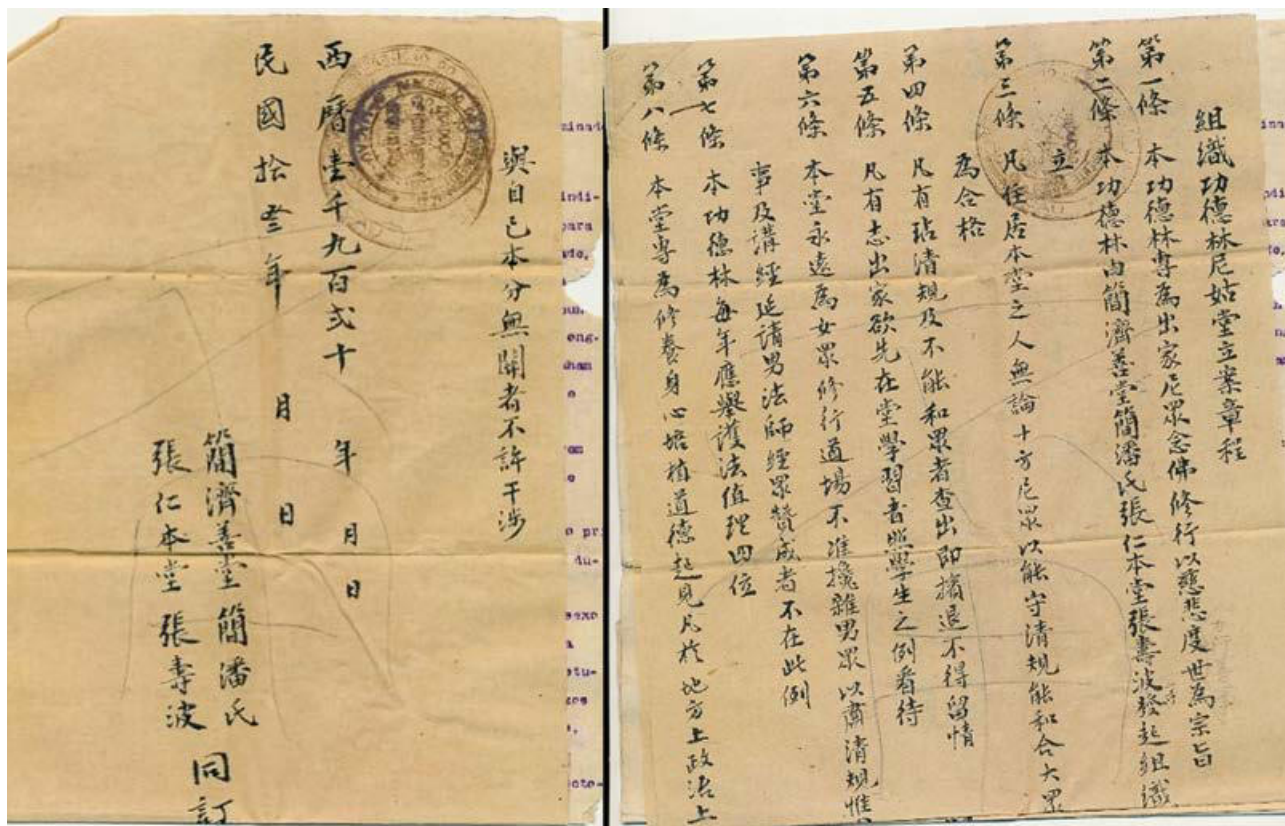 組織功德林尼姑堂立案章程
第一條 本功德林專為出家尼眾念佛修行以慈悲度世為宗旨
第二條 本功德林由簡濟善堂簡潘氏張仁本堂張壽波發起組織
立
第三條 凡住居本堂之人無論十方尼眾以能守清規能和合大眾
為合格
第四條 凡有玷清規及不能和眾者查出即擯退不得留情
第五條 凡有志出家欲先在堂學習者照學生之例看待
第六條 本堂永遠為女眾修行道場不准攙雜男眾以肅清規惟
事及講經延請男法師經眾贊成者不在此例
第七條 本功德林每年應舉護法值理四位
第八條 本堂專為修養身心培植道德起見凡於地方上政治上
與自己本分無關者不許干涉
西曆壹千九百弍十 年 月 日
民國拾叁年 月 日
簡濟善堂 簡潘氏
張仁本堂 張壽波
同訂